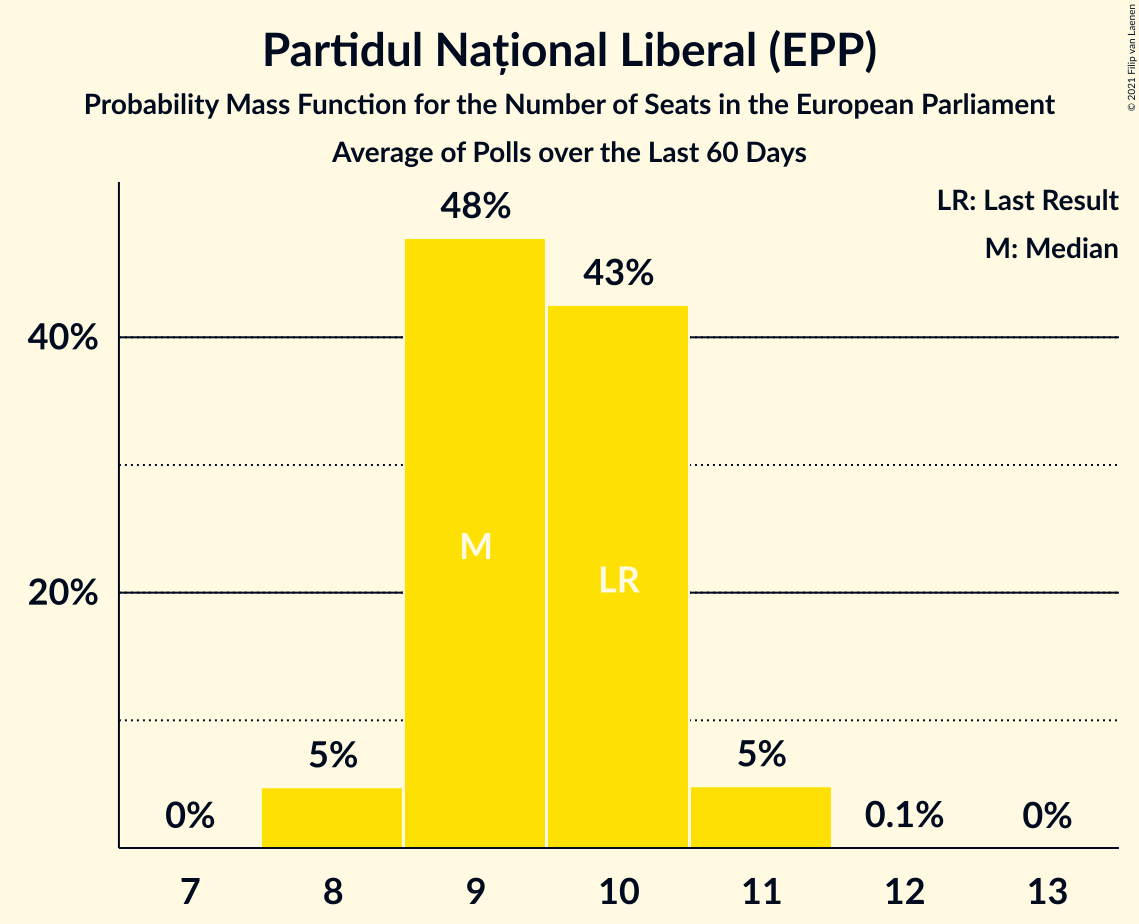 Partidul Național Liberal (EPP)
Probability Mass Function for the Number of Seats in the European Parliament
Average of Polls over the Last 60 Days
© 2021 Filip van Laenen
LR: Last Result
M: Median
48%
43%
40%
M
LR
20%
5%
5%
0%
0.1%
0%
7 8 9 10 11 12 13